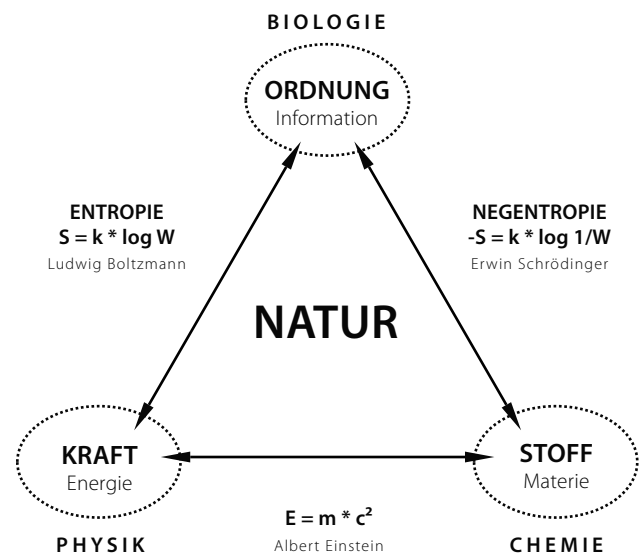 BIOLOGIE
ORDNUNG
Information
ENTROPIE
S = k * log W
Ludwig Boltzmann
NEGENTROPIE
-S = k * log 1/W
Erwin Schrödinger
NATUR
KRAFT
Energie
STOFF
Materie
E = m * c²
Albert Einstein
PHYSIK
CHEMIE